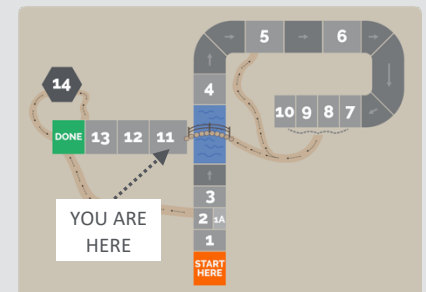 5
6
14
4
10 9 8 7
DONE 13 12 11
3
2 1A
1
YOU ARE
HERE
START
HERE